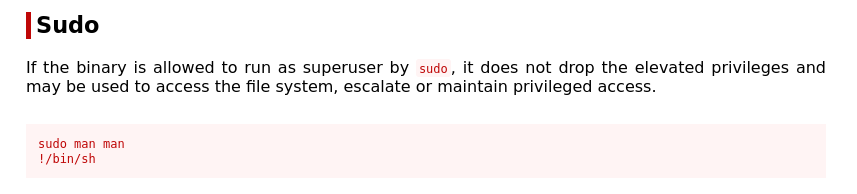 Sudo
If the binary is allowed to run as superuser by sudo, it does not drop the elevated privileges and
may be used to access the file system, escalate or maintain privileged access.
sudo man man
!/bin/sh